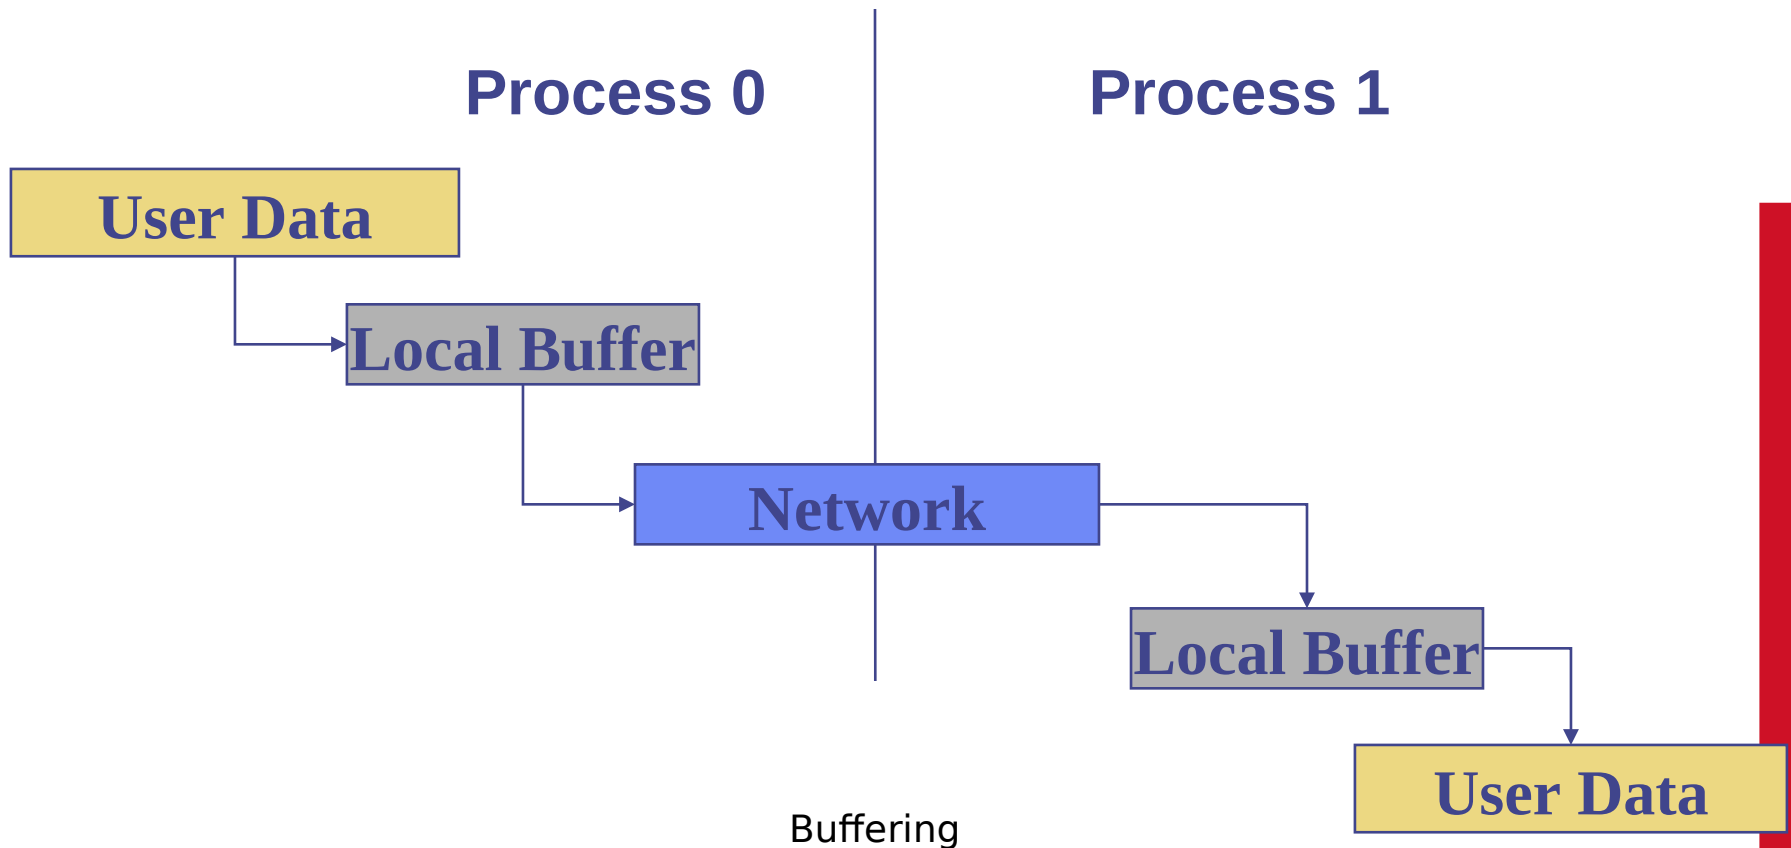 Process 0
Process 1
User Data
Local Buffer
Network
Local Buffer
User Data
Buffering